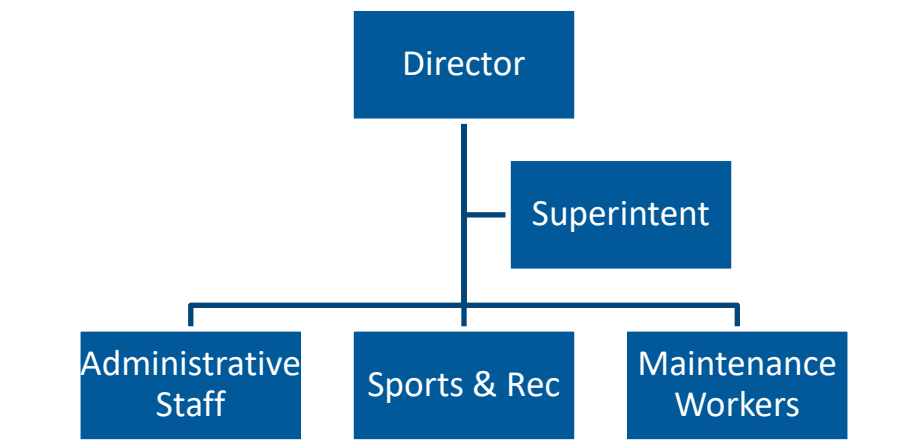 Director
Superintent
Administrative
Staff
Sports & Rec
Maintenance
Workers